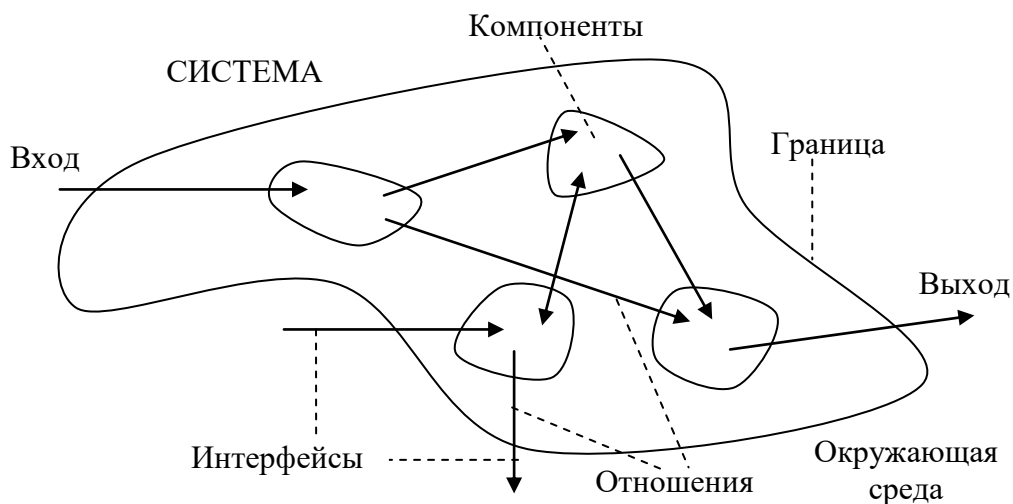 Компоненты
СИСТЕМА
Граница
Вход
Выход
Интерфейсы
Отношения
Окружающая
среда